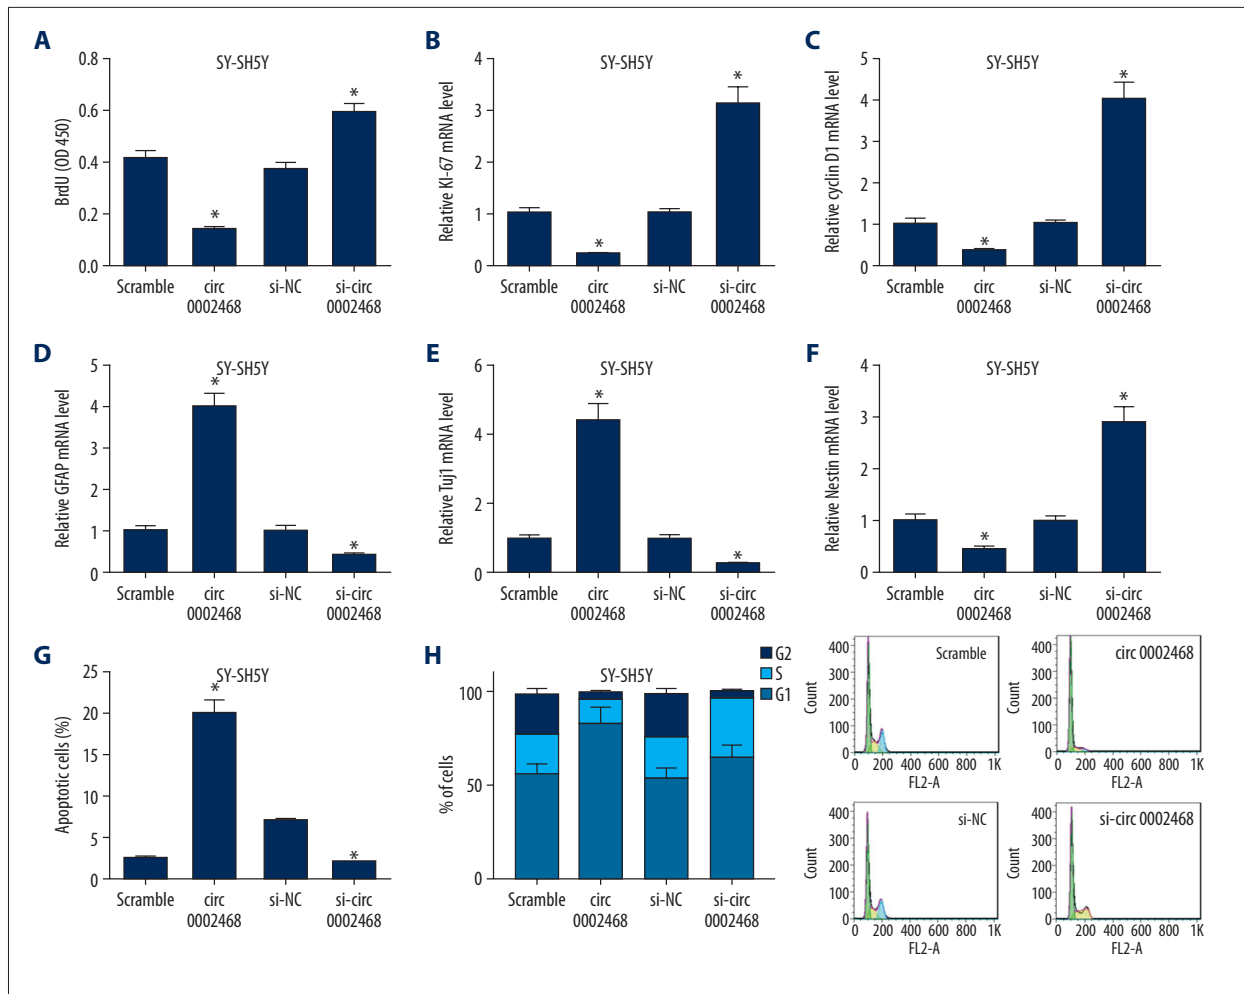 A
SY-SH5Y
BrdU (OD 450)
0.8
0.6
0.4
0.2
0.0
*
*
Scramble
circ
0002468
si-NC
si-circ
0002468
B
SY-SH5Y
Relative KI-67 mRNA level
4
3
2
1
0
*
*
Scramble
circ
0002468
si-NC
si-circ
0002468
C
SY-SH5Y
Relative cyclin D1 mRNA level
5
4
5
2
1
0
*
*
Scramble
circ
0002468
si-NC
si-circ
0002468
D
SY-SH5Y
Relative GFAP mRNA level
5
4
3
2
1
0
*
*
Scramble
circ
0002468
si-NC
si-circ
0002468
E
SY-SH5Y
Relative Tuj1 mRNA level
6
4
2
0
*
*
Scramble
circ
0002468
si-NC
si-circ
0002468
F
SY-SH5Y
Relative Nestin mRNA level
4
3
2
1
0
*
*
Scramble
circ
0002468
si-NC
si-circ
0002468
G
SY-SH5Y
Apoptotic cells (%)
25
20
15
10
5
0
*
*
Scramble
circ
0002468
si-NC
si-circ
0002468
H
SY-SH5Y
G2
S
G1
% of cells
100
50
0
Scramble
circ
0002468
si-NC
si-circ
0002468
Scramble
Count
400
300
200
100
0
0 200 400 600 800 1K
FL2-A
circ 0002468
Count
400
300
200
100
0
0 200 400 600 800 1K
FL2-A
si-NC
Count
400
300
200
100
0
0 200 400 600 800 1K
FL2-A
si-circ 0002468
Count
400
300
200
100
0
0 200 400 600 800 1K
FL2-A